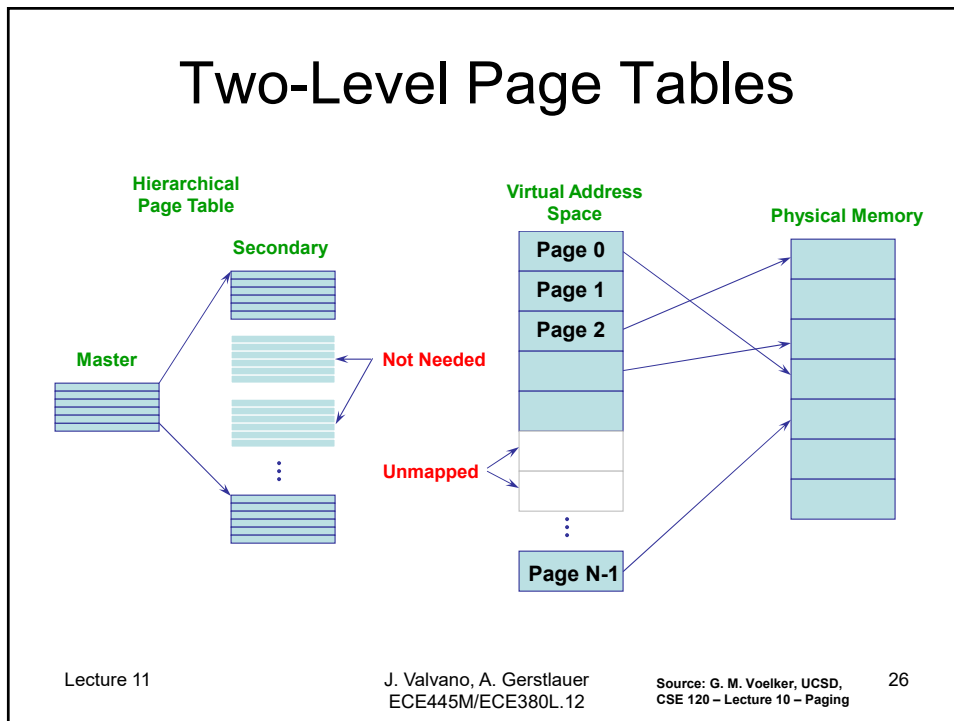 Two-Level Page Tables
Hierarchical
Page Table
Secondary
Master
Not Needed
Virtual Address
Space
Page 0
Page 1
Page 2
Unmapped
Page N-1
Physical Memory
Lecture 11
J. Valvano, A. Gerstlauer
ECE445M/ECE380L.12
Source: G. M. Voelker, UCSD,
CSE 120 – Lecture 10 – Paging
26